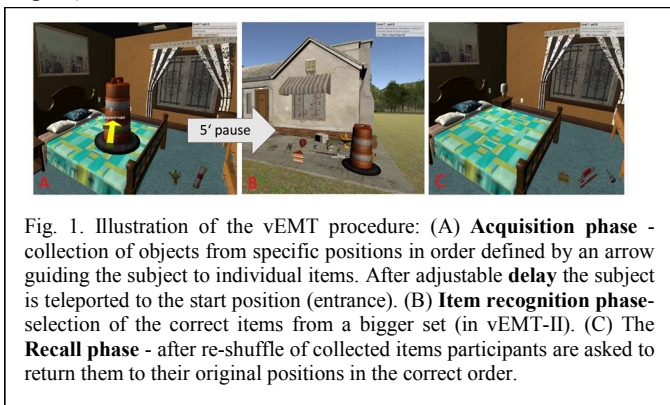 A
5‘ pause
B
C
Fig. 1. Illustration of the vEMT procedure: (A) Acquisition phase -
collection of objects from specific positions in order defined by an arrow
guiding the subject to individual items. After adjustable delay the subject
is teleported to the start position (entrance). (B) Item recognition phase-
selection of the correct items from a bigger set (in vEMT-II). (C) The
Recall phase - after re-shuffle of collected items participants are asked to
return them to their original positions in the correct order.